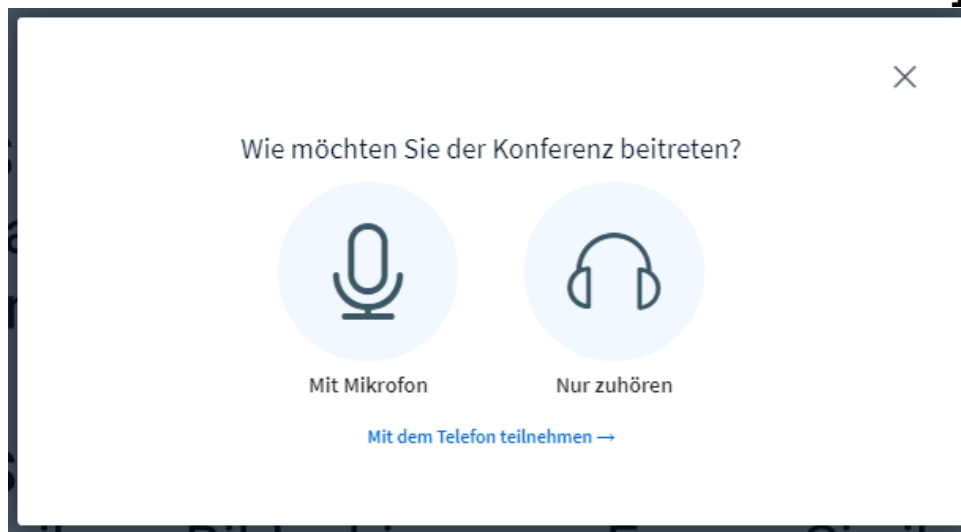 Wie möchten Sie der Konferenz beitreten?
Mit Mikrofon
Nur zuhören
Mit dem Telefon teilnehmen →